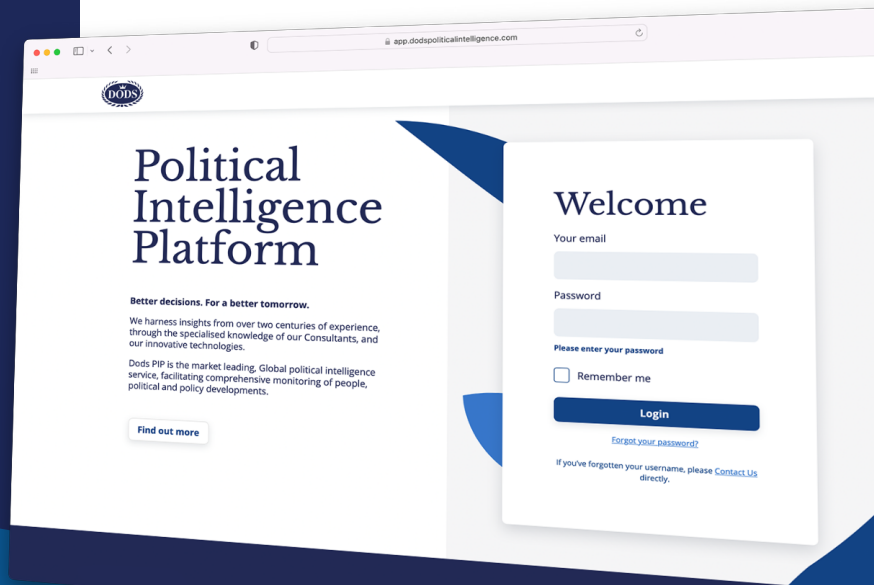 app.dodspoliticalintelligence.com
DODS
Political
Intelligence
Platform
Better decisions. For a better tomorrow.
We harness insights from over two centuries of experience,
through the specialised knowledge of our Consultants, and
our innovative technologies.
Dods PIP is the market leading, Global political intelligence
service, facilitating comprehensive monitoring of people,
political and policy developments.
Find out more
Welcome
Your email
Password
Please enter your password
Remember me
Login
Forgot your password?
If you've forgotten your username, please Contact Us
directly.